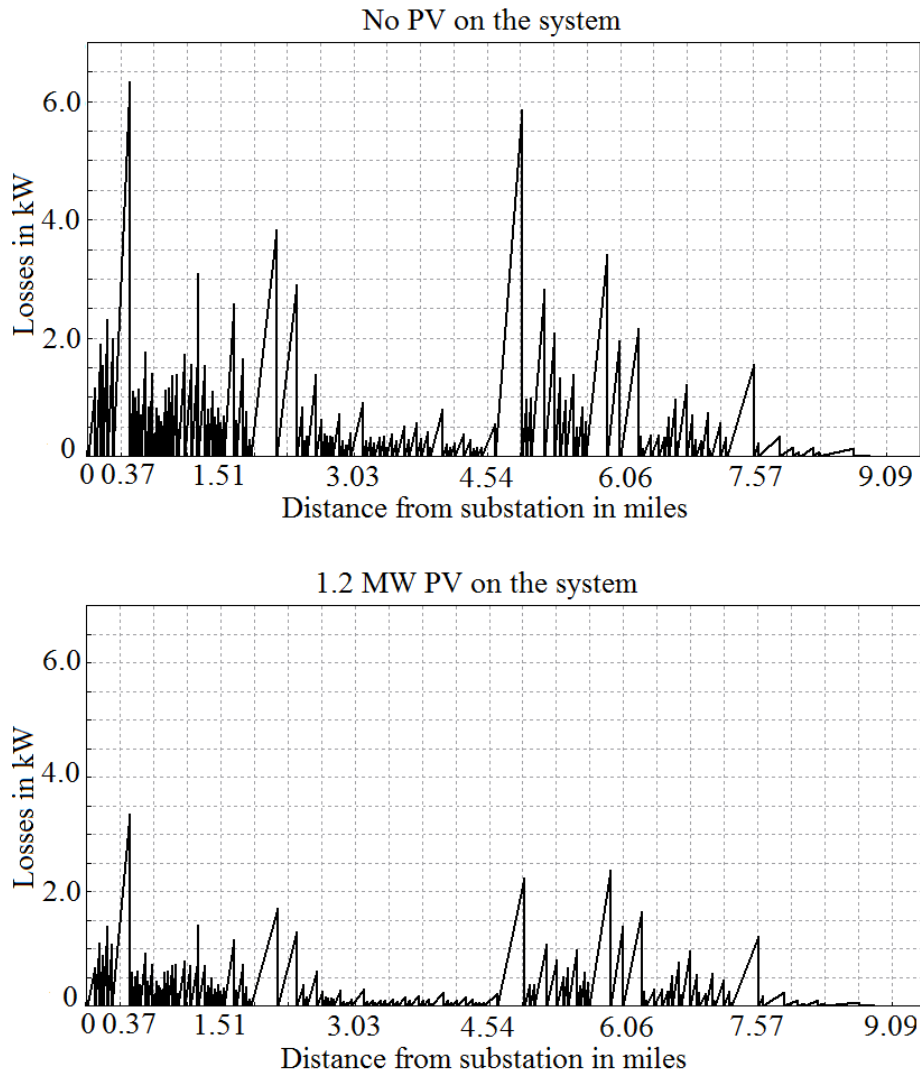 No PV on the system
Losses in kW
6.0
4.0
2.0
0
0 0.37 1.51 3.03 4.54 6.06 7.57 9.09
Distance from substation in miles
1.2 MW PV on the system
Losses in kW
6.0
4.0
2.0
0
0 0.37 1.51 3.03 4.54 6.06 7.57 9.09
Distance from substation in miles